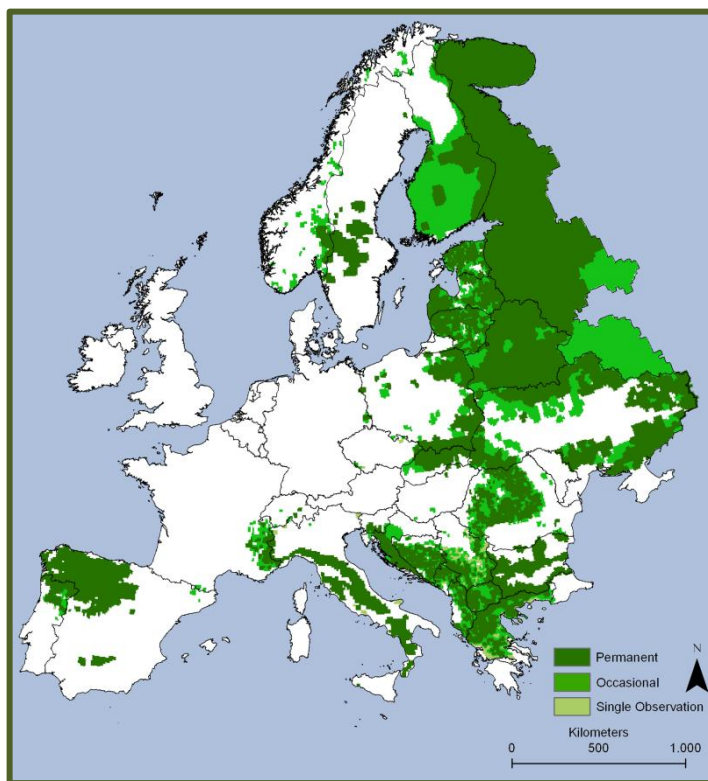 Permanent
Occasional
Single Observation
N
Kilometers
0 500 1.000